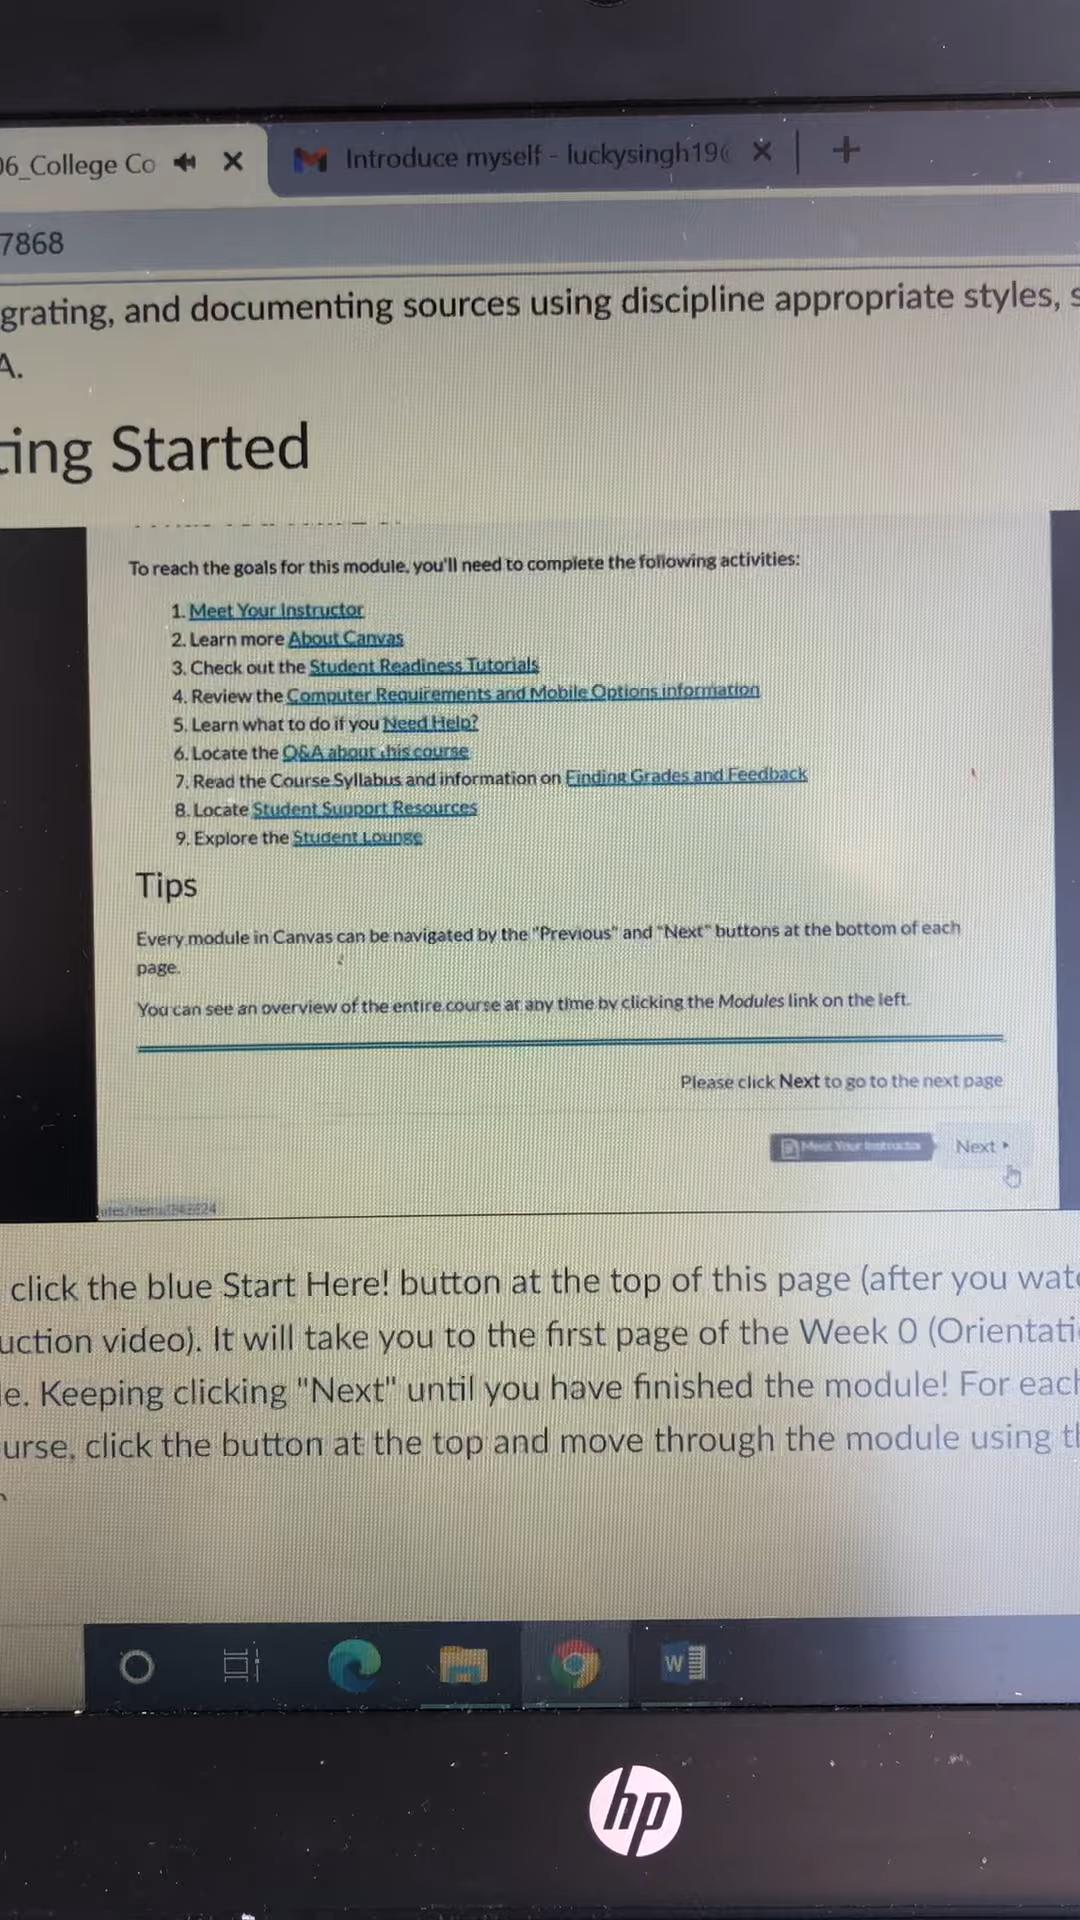 06_College Co
Introduce myself - luckysingh19
7868
grating, and documenting sources using discipline appropriate styles, s
A.
ting Started
To reach the goals for this module, you'll need to complete the following activities:
1. Meet Your Instructor
2. Learn more About Canvas
3. Check out the Student Readiness Tutorials
4. Review the Computer Requirements and Mobile Options information
5. Learn what to do if you Need Help?
6. Locate the Q&A about this course
7. Read the Course Syllabus and information on Finding Grades and Feedback
8. Locate Student Support Resources
9. Explore the Student Lounge
Tips
Every module in Canvas can be navigated by the "Previous" and "Next" buttons at the bottom of each
page.
You can see an overview of the entire course at any time by clicking the Modules link on the left.
Please click Next to go to the next page
Meet Your Instructor
Next
click the blue Start Here! button at the top of this page (after you watc
uction video). It will take you to the first page of the Week 0 (Orientati
le. Keeping clicking "Next" until you have finished the module! For each
urse, click the button at the top and move through the module using th
W
hp